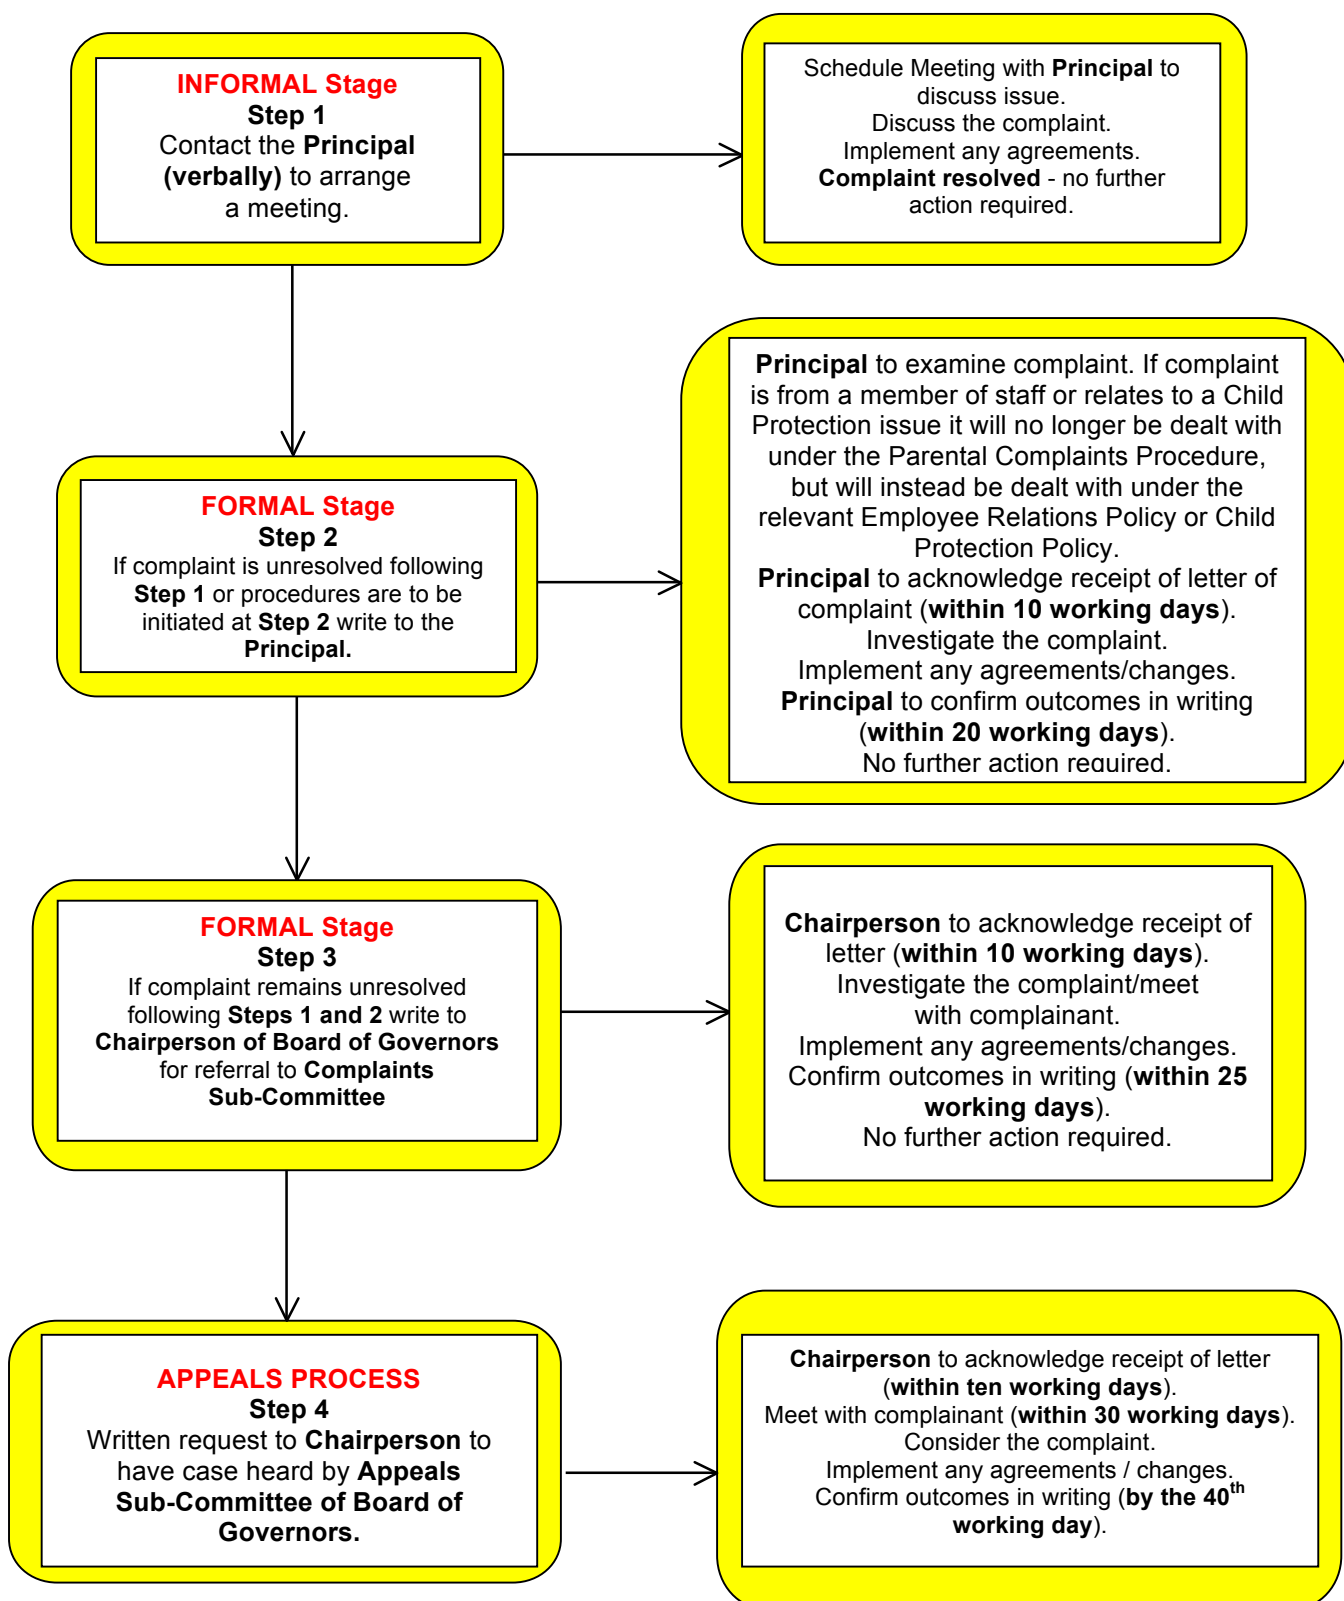 INFORMAL Stage
Step 1
Contact the Principal
(verbally) to arrange
a meeting.
Schedule Meeting with Principal to
discuss issue.
Discuss the complaint.
Implement any agreements.
Complaint resolved - no further
action required.
FORMAL Stage
Step 2
If complaint is unresolved following
Step 1 or procedures are to be
initiated at Step 2 write to the
Principal.
Principal to examine complaint. If complaint
is from a member of staff or relates to a Child
Protection issue it will no longer be dealt with
under the Parental Complaints Procedure,
but will instead be dealt with under the
relevant Employee Relations Policy or Child
Protection Policy.
Principal to acknowledge receipt of letter of
complaint (within 10 working days).
Investigate the complaint.
Implement any agreements/changes.
Principal to confirm outcomes in writing
(within 20 working days).
No further action required.
FORMAL Stage
Step 3
If complaint remains unresolved
following Steps 1 and 2 write to
Chairperson of Board of Governors
for referral to Complaints
Sub-Committee
Chairperson to acknowledge receipt of
letter (within 10 working days).
Investigate the complaint/meet
with complainant.
Implement any agreements/changes.
Confirm outcomes in writing (within 25
working days).
No further action required.
APPEALS PROCESS
Step 4
Written request to Chairperson to
have case heard by Appeals
Sub-Committee of Board of
Governors.
Chairperson to acknowledge receipt of letter
(within ten working days).
Meet with complainant (within 30 working days).
Consider the complaint.
Implement any agreements / changes.
Confirm outcomes in writing (by the 40th
working day).